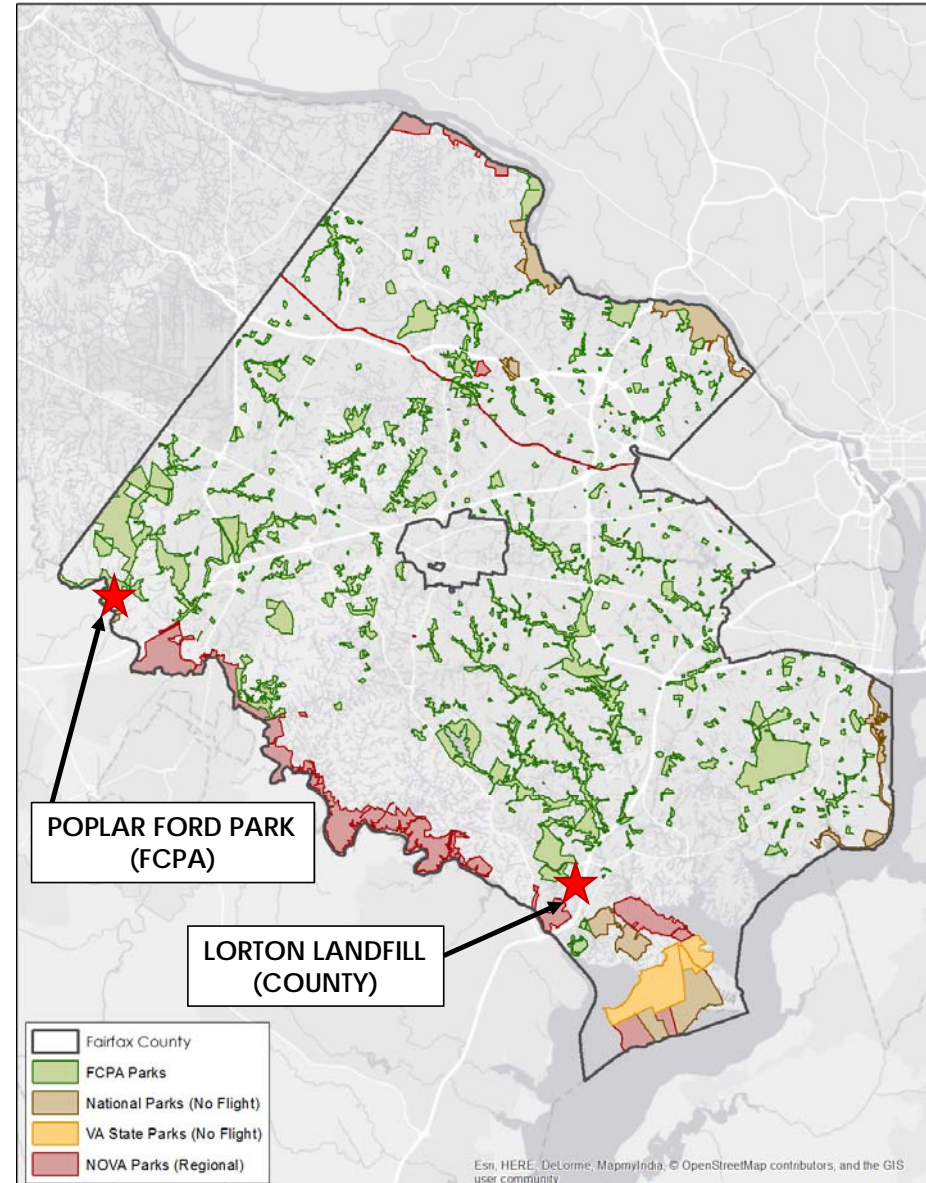 POPLAR FORD PARK
(FCPA)
LORTON LANDFILL
(COUNTY)
Fairfax County
FCPA Parks
National Parks (No Flight)
VA State Parks (No Flight)
NOVA Parks (Regional)
Esri, HERE, DeLorme, MapmyIndia, © OpenStreetMap contributors, and the GIS
user community